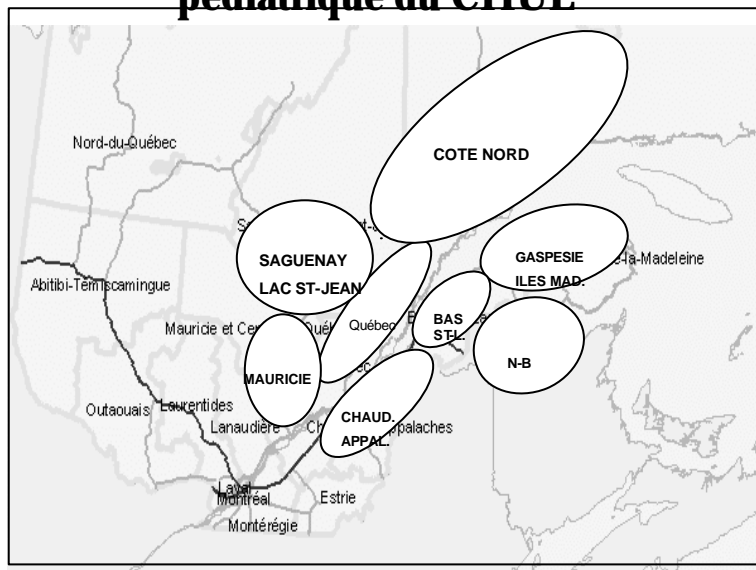 pédiatrique du CHUL
Nord-du-Québec
COTE NORD
SAGUENAY
LAC ST-JEAN
GASPESIE
ILES MAD.
e-la-Madeleine
Abitibi-Témiscamingue
BAS
ST-L.
Mauricie et Cen
Québec
N-B
MAURICIE
Outaouais
Laurentides
Lanaudière
CHAUD.
APPAL.
ppalaches
Laval
Montréal
Estrie
Montérégie